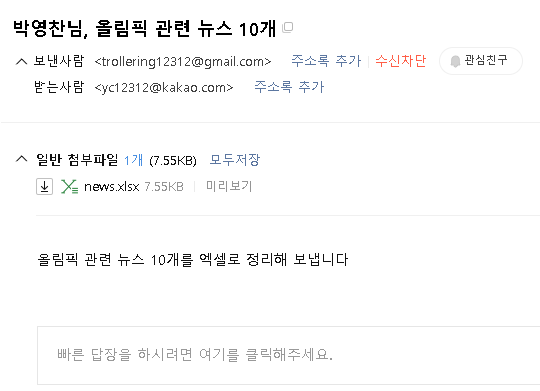 박영찬님, 올림픽 관련 뉴스 10개
보낸사람 <trollering12312@gmail.com> 주소록 추가 수신차단 관심친구
받는사람 <yc12312@kakao.com> 주소록 추가
일반 첨부파일 1개 (7.55KB) 모두저장
news.xlsx 7.55KB 미리보기
올림픽 관련 뉴스 10개를 엑셀로 정리해 보냅니다
빠른 답장을 하시려면 여기를 클릭해주세요.